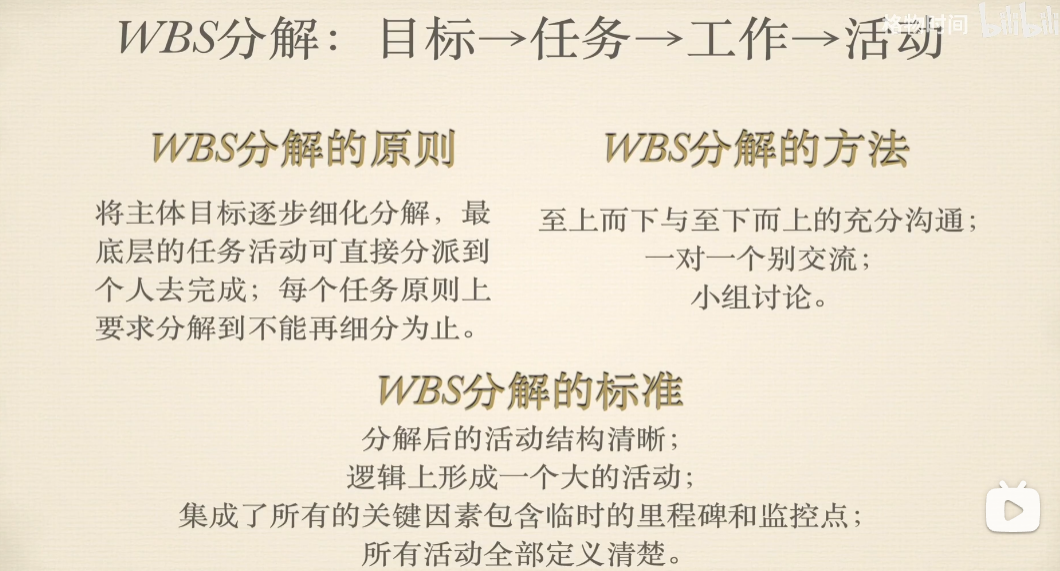 WBS分解：目标→任务→工作→活动
WBS分解的原则
将主体目标逐步细化分解，最
底层的任务活动可直接分派到
个人去完成；每个任务原则上
要求分解到不能再细分为止。
WBS分解的方法
至上而下与至下而上的充分沟通；
一对一个别交流；
小组讨论。
WBS分解的标准
分解后的活动结构清晰；
逻辑上形成一个大的活动；
集成了所有的关键因素包含临时的里程碑和监控点；
所有活动全部定义清楚。